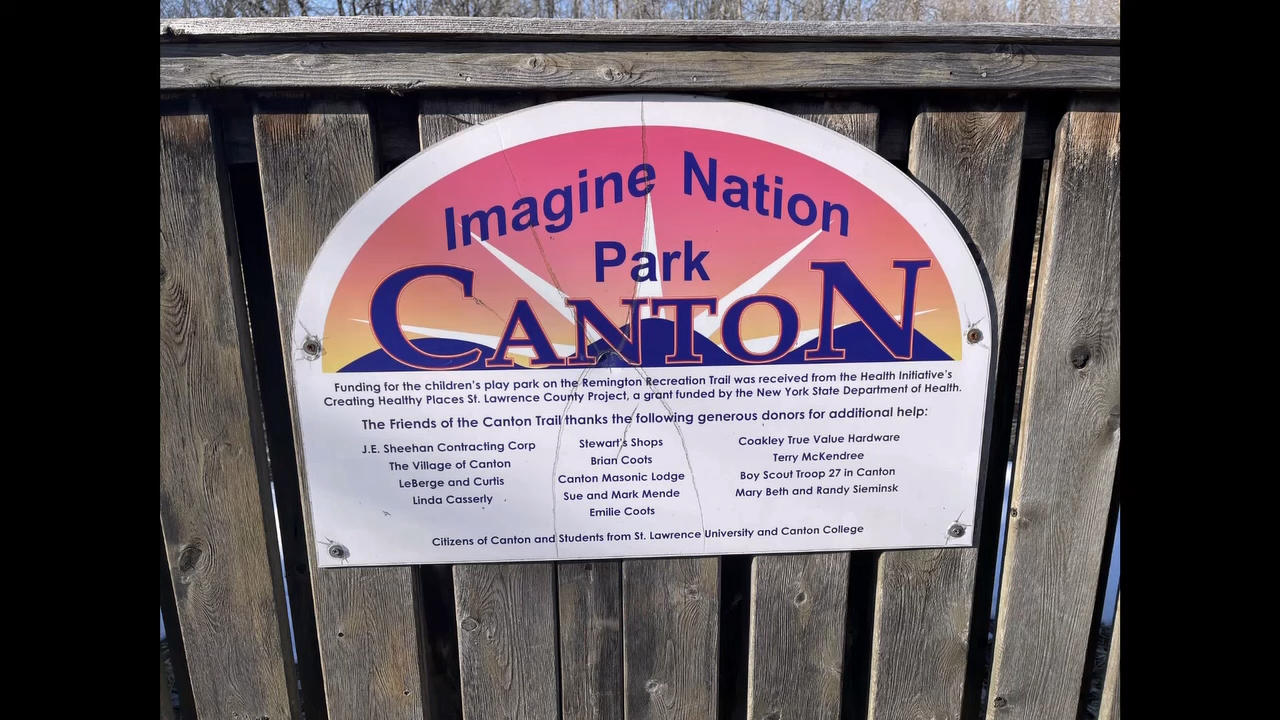 Imagine Nation
Park
CANTON
Funding for the children's play park on the Remington Recreation Trail was received from the Health Initiative's
Creating Healthy Places St. Lawrence County Project, a grant funded by the New York State Department of Health.
The Friends of the Canton Trail thanks the following generous donors for additional help:
J.E. Sheehan Contracting Corp
The Village of Canton
LeBerge and Curtis
Linda Casserly
Stewart's Shops
Brian Coots
Canton Masonic Lodge
Sue and Mark Mende
Emilie Coots
Coakley True Value Hardware
Terry McKendree
Boy Scout Troop 27 in Canton
Mary Beth and Randy Sieminsk
Citizens of Canton and Students from St. Lawrence University and Canton College